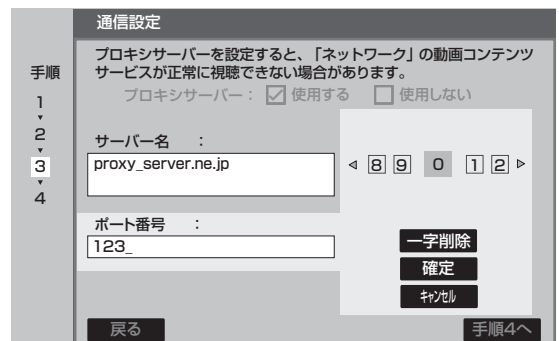 通信設定
プロキシサーバーを設定すると、「ネットワーク」の動画コンテンツ
サービスが正常に視聴できない場合があります。
プロキシサーバー： 使用する 使用しない
手順
1
2
3
4
サーバー名 ：
proxy_server.ne.jp
8 9 0 1 2
ポート番号 ：
123_
一字削除
確定
ｷｬﾝｾﾙ
戻る
手順4へ